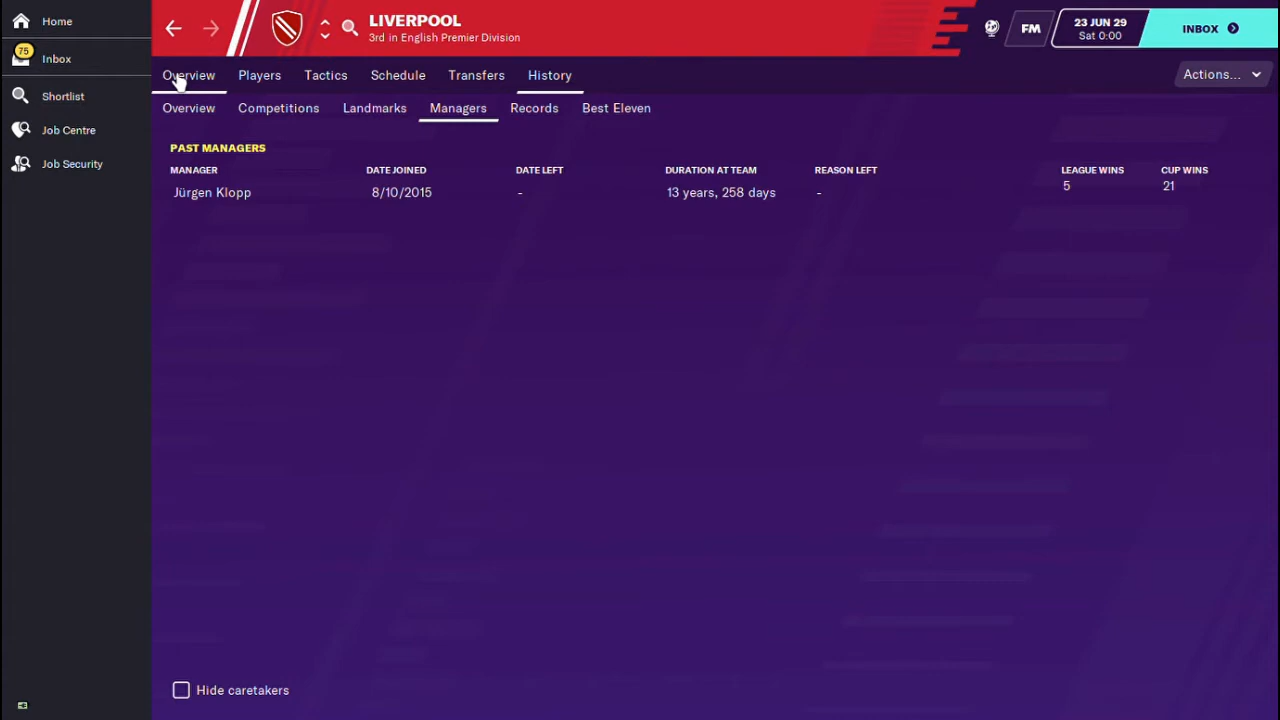 Home
75
Inbox
Shortlist
Job Centre
Job Security
LIVERPOOL
3rd in English Premier Division
FM
23 JUN 29
Sat 0:00
INBOX
Overview Players Tactics Schedule Transfers History
Actions...
Overview Competitions Landmarks Managers Records Best Eleven
PAST MANAGERS
MANAGER DATE JOINED DATE LEFT DURATION AT TEAM REASON LEFT LEAGUE WINS CUP WINS
Jürgen Klopp 8/10/2015 - 13 years, 258 days - 5 21
Hide caretakers